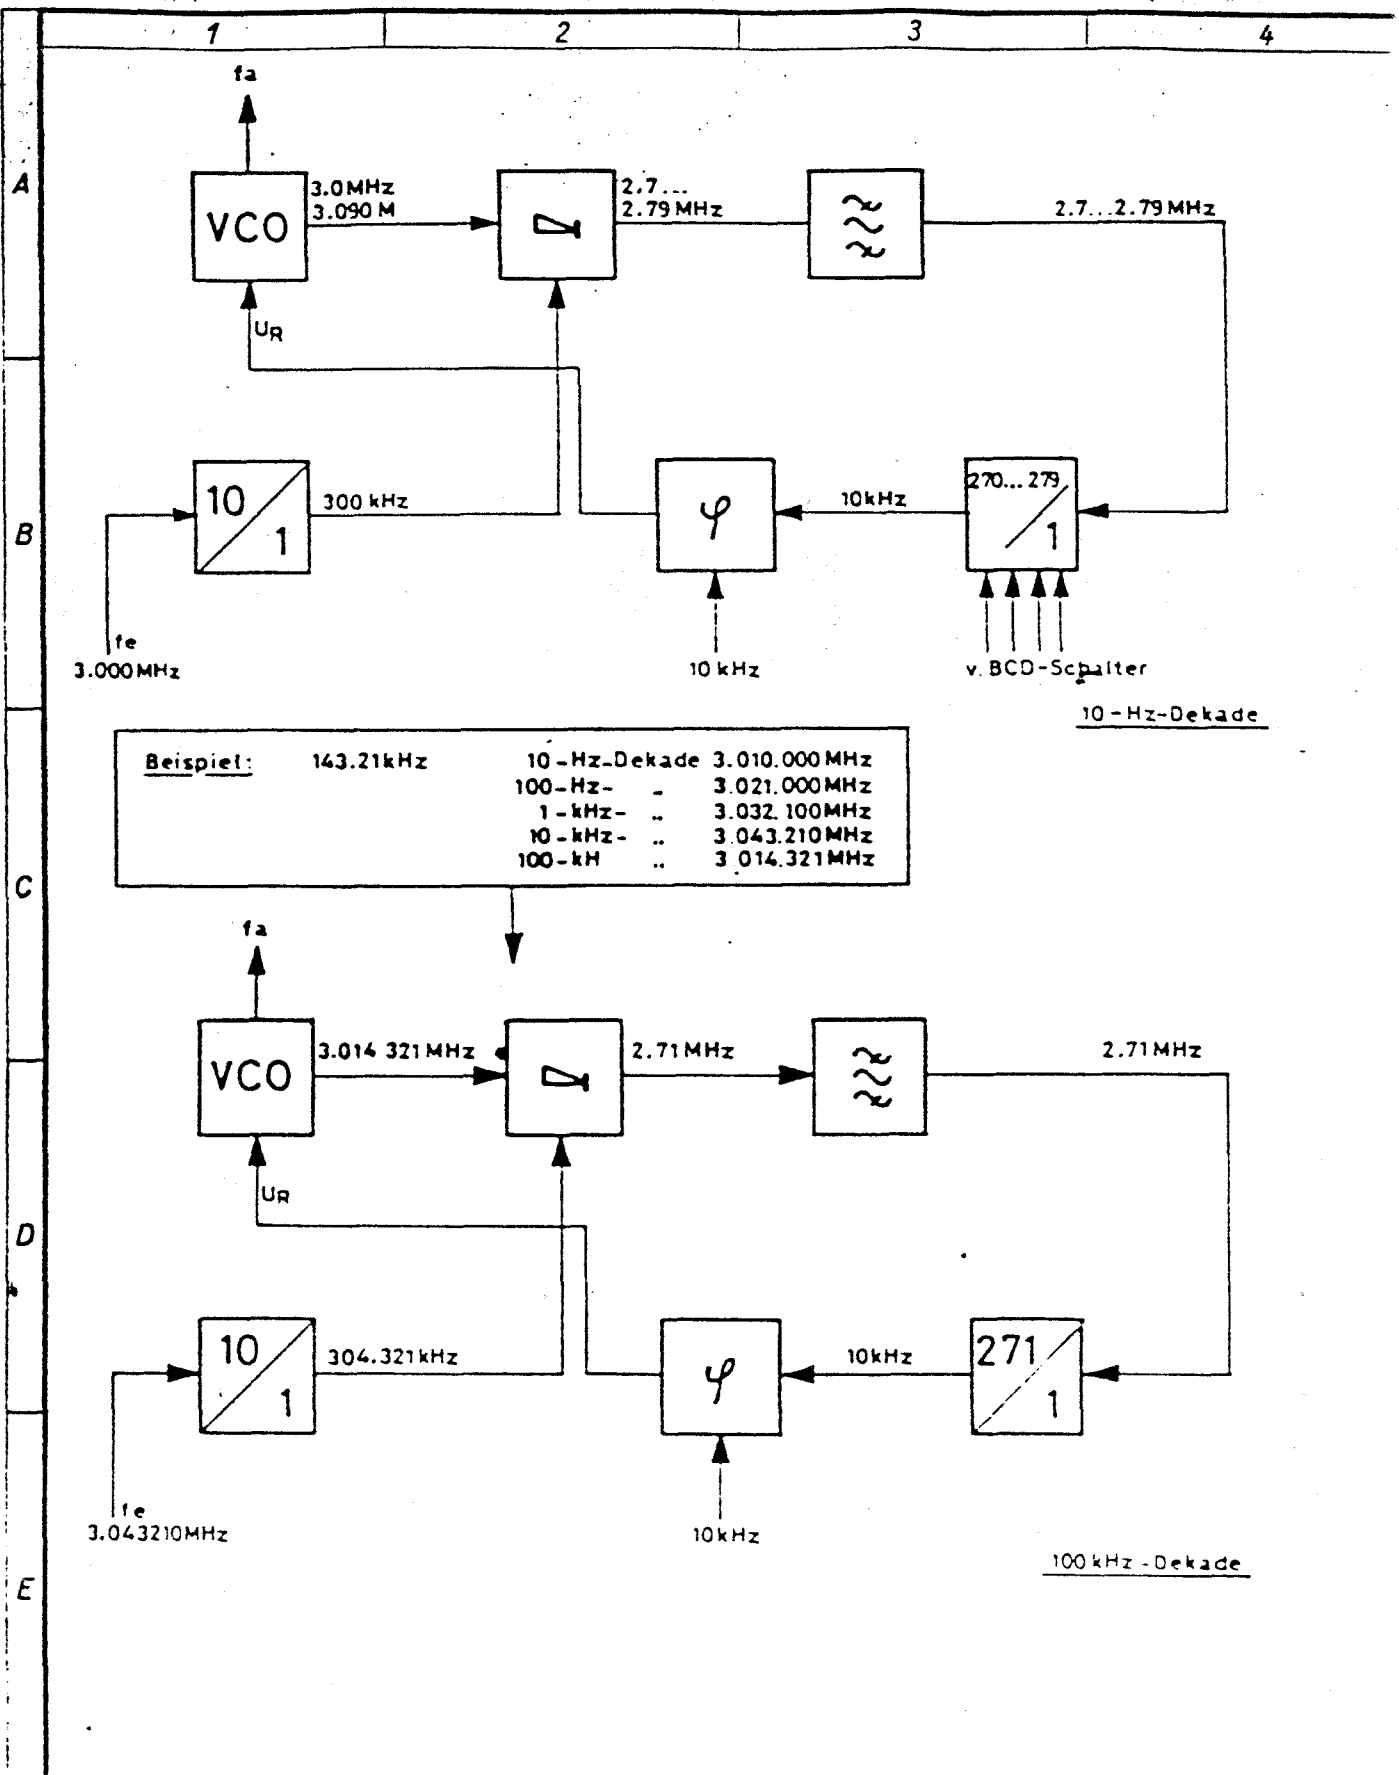 1 2 3 4
A
B
C
D
E
fa
VCO
3.0MHz
3.090 M
2.7...
2.79MHz
2.7...2.79MHz
UR
10/1
300kHz
φ
10kHz
270...279/1
fe
3.000MHz
10kHz
v. BCD-Schalter
10-Hz-Dekade
Beispiel: 143.21kHz 10-Hz-Dekade 3.010.000MHz
100-Hz- „ 3.021.000MHz
1-kHz- „ 3.032.100MHz
10-kHz- „ 3.043.210MHz
100-kH „ 3.014.321MHz
fa
VCO
3.014.321MHz
2.71MHz
2.71MHz
UR
10/1
304.321kHz
φ
10kHz
271/1
fe
3.043210MHz
10kHz
100kHz-Dekade